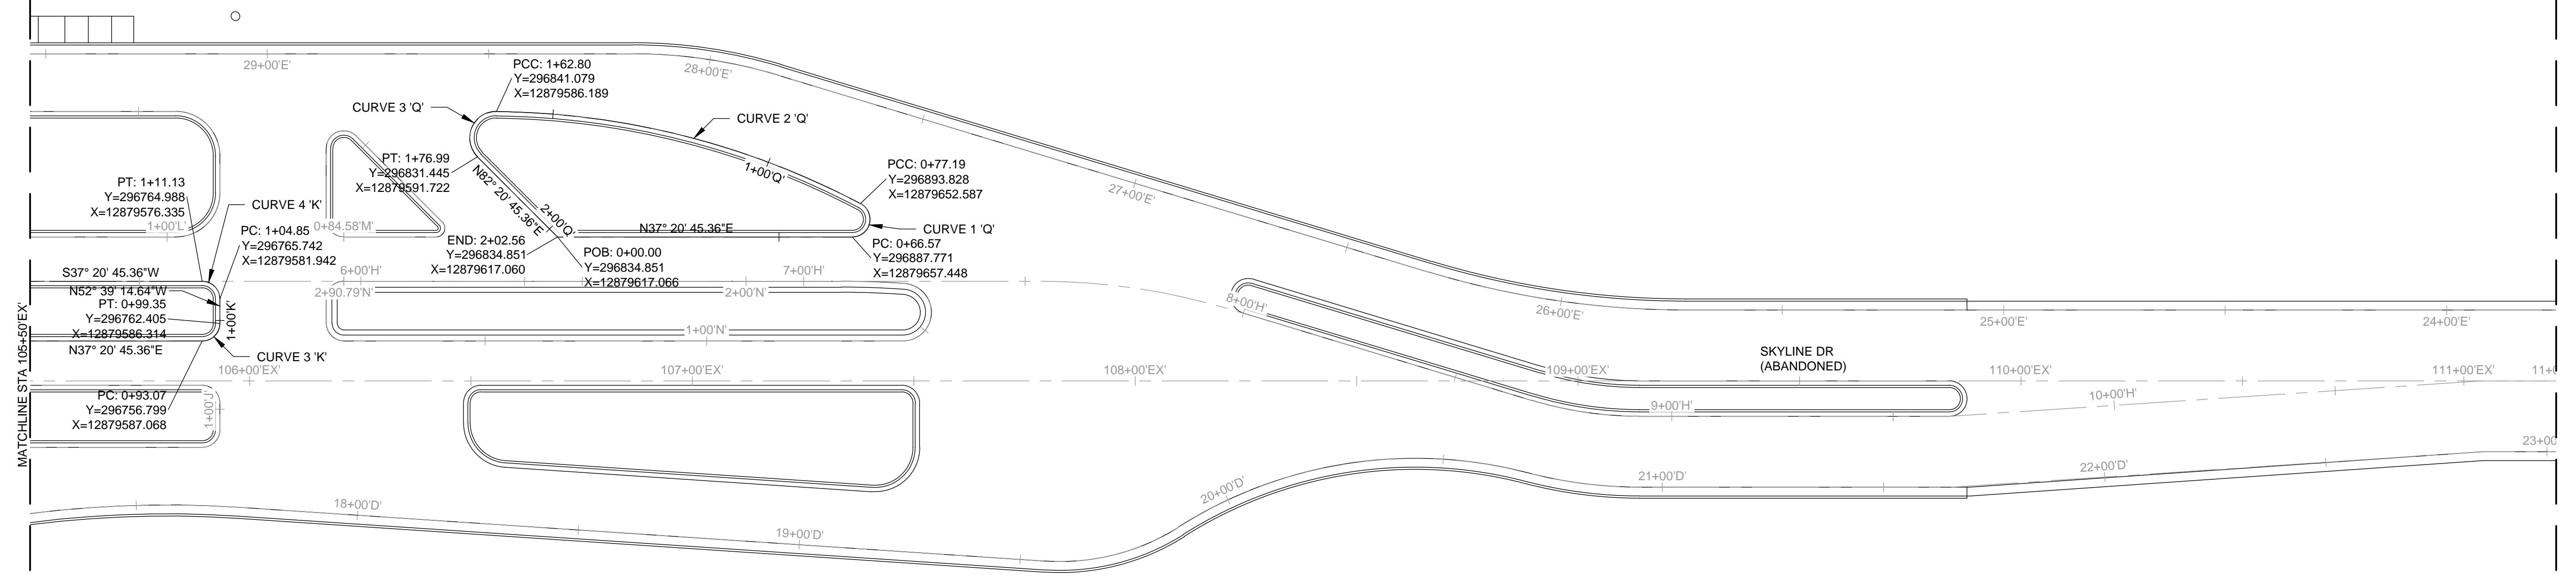 29+00'E'
28+00'E'
PCC: 1+62.80
Y=296841.079
X=12879586.189
CURVE 3 'Q'
CURVE 2 'Q'
PT: 1+76.99
Y=296831.445
X=12879591.722
1+00'Q'
PCC: 0+77.19
Y=296893.828
X=12879652.587
27+00'E'
N82° 20' 45.36"E
2+00'Q'
PT: 1+11.13
Y=296764.988
X=12879576.335
CURVE 4 'K'
1+00'L'
0+84.58'M'
PC: 1+04.85
Y=296765.742
X=12879581.942
N37° 20' 45.36"E
CURVE 1 'Q'
END: 2+02.56
Y=296834.851
X=12879617.060
POB: 0+00.00
Y=296834.851
X=12879617.066
PC: 0+66.57
Y=296887.771
X=12879657.448
S37° 20' 45.36"W
6+00'H'
7+00'H'
N52° 39' 14.64"W
2+90.79'N'
2+00'N'
8+00'H'
26+00'E'
25+00'E'
24+00'E'
PT: 0+99.35
Y=296762.405
X=12879586.314
1+00'K'
1+00'N'
N37° 20' 45.36"E
CURVE 3 'K'
SKYLINE DR
(ABANDONED)
MATCHLINE STA 105+50'EX'
106+00'EX'
107+00'EX'
108+00'EX'
109+00'EX'
110+00'EX'
111+00'EX'
11+0
PC: 0+93.07
Y=296756.799
X=12879587.068
1+00'J'
9+00'H'
10+00'H'
23+00
22+00'D'
21+00'D'
20+00'D'
18+00'D'
19+00'D'